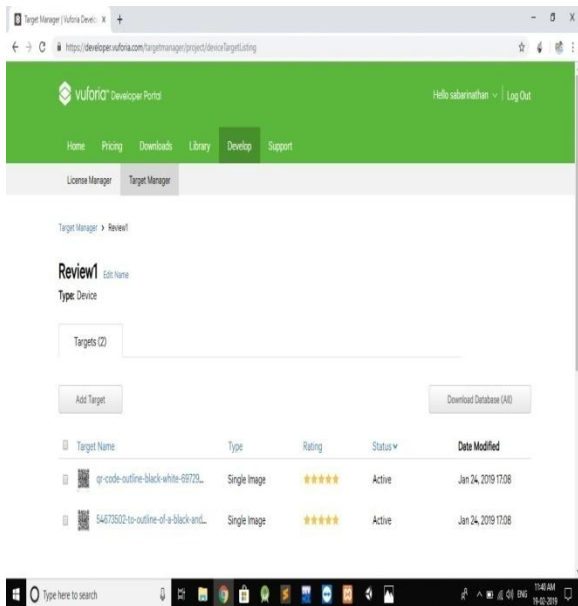 Target Manager | Vuforia Develo X +
https://developer.vuforia.com/targetmanager/project/deviceTargetListing
vuforia™ Developer Portal
Hello sabarinathan | Log Out
Home Pricing Downloads Library Develop Support
License Manager Target Manager
Target Manager > Review1
Review1 Edit Name
Type: Device
Targets (2)
Add Target
Download Database (All)
Target Name Type Rating Status Date Modified
qr-code-outline-black-white-69729... Single Image ★★★★★ Active Jan 24, 2019 17:08
54673502-to-outline-of-a-black-and... Single Image ★★★★★ Active Jan 24, 2019 17:08
Type here to search
ENG
11:40 AM
19-02-2019